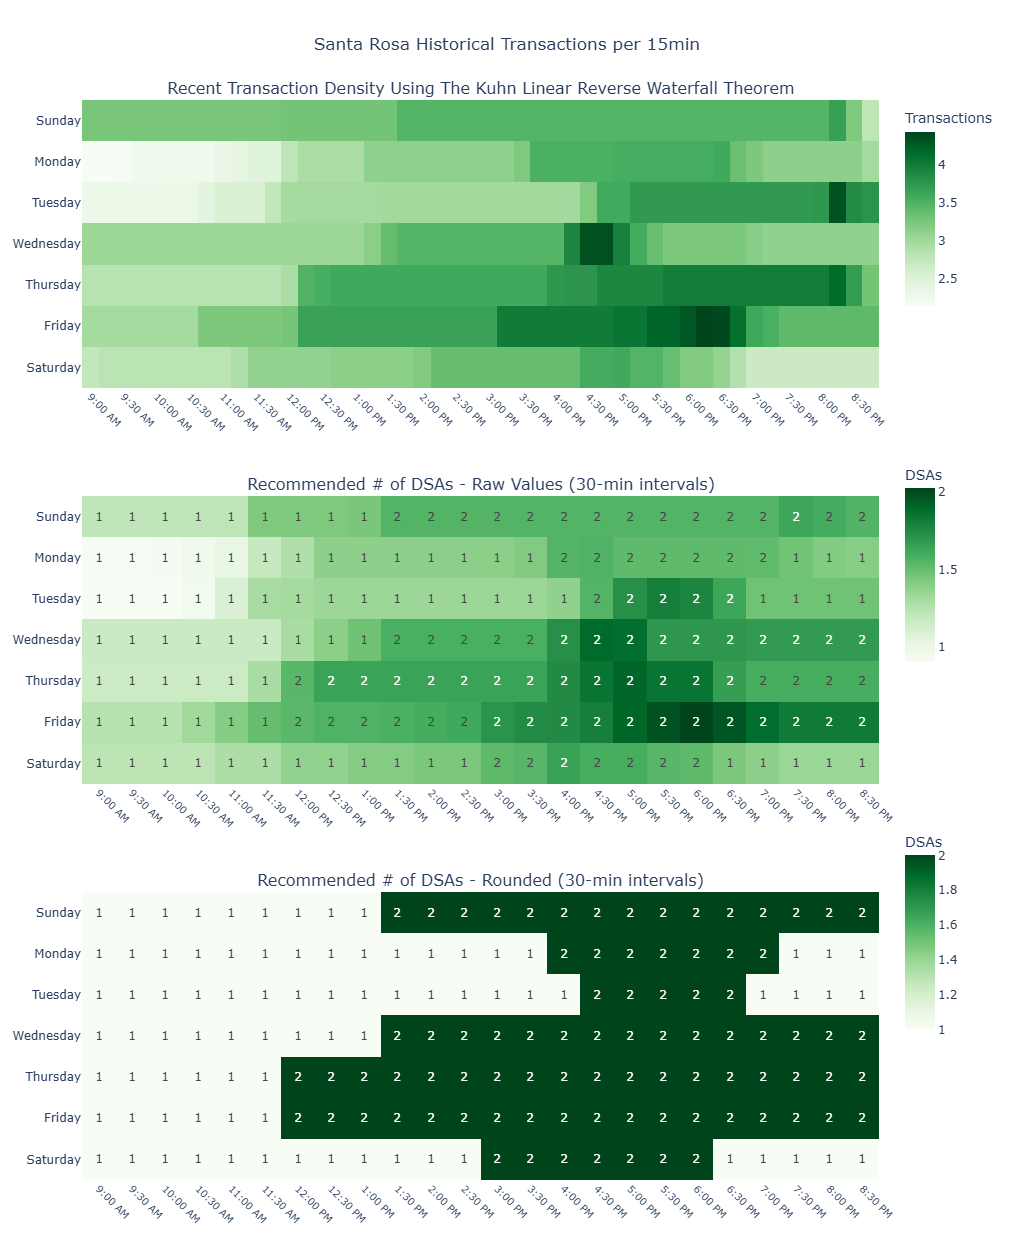 Santa Rosa Historical Transactions per 15min
Recent Transaction Density Using The Kuhn Linear Reverse Waterfall Theorem
Transactions
4
3.5
3
2.5
Sunday
Monday
Tuesday
Wednesday
Thursday
Friday
Saturday
9:00 AM 9:30 AM 10:00 AM 10:30 AM 11:00 AM 11:30 AM 12:00 PM 12:30 PM 1:00 PM 1:30 PM 2:00 PM 2:30 PM 3:00 PM 3:30 PM 4:00 PM 4:30 PM 5:00 PM 5:30 PM 6:00 PM 6:30 PM 7:00 PM 7:30 PM 8:00 PM 8:30 PM
Recommended # of DSAs - Raw Values (30-min intervals)
DSAs
2
1.5
1
Sunday 1 1 1 1 1 1 1 1 1 2 2 2 2 2 2 2 2 2 2 2 2 2 2 2
Monday 1 1 1 1 1 1 1 1 1 1 1 1 1 1 2 2 2 2 2 2 2 1 1 1
Tuesday 1 1 1 1 1 1 1 1 1 1 1 1 1 1 1 2 2 2 2 2 1 1 1 1
Wednesday 1 1 1 1 1 1 1 1 1 2 2 2 2 2 2 2 2 2 2 2 2 2 2 2
Thursday 1 1 1 1 1 1 2 2 2 2 2 2 2 2 2 2 2 2 2 2 2 2 2 2
Friday 1 1 1 1 1 1 2 2 2 2 2 2 2 2 2 2 2 2 2 2 2 2 2 2
Saturday 1 1 1 1 1 1 1 1 1 1 1 1 2 2 2 2 2 2 2 1 1 1 1 1
9:00 AM 9:30 AM 10:00 AM 10:30 AM 11:00 AM 11:30 AM 12:00 PM 12:30 PM 1:00 PM 1:30 PM 2:00 PM 2:30 PM 3:00 PM 3:30 PM 4:00 PM 4:30 PM 5:00 PM 5:30 PM 6:00 PM 6:30 PM 7:00 PM 7:30 PM 8:00 PM 8:30 PM
Recommended # of DSAs - Rounded (30-min intervals)
DSAs
2
1.8
1.6
1.4
1.2
1
Sunday 1 1 1 1 1 1 1 1 1 2 2 2 2 2 2 2 2 2 2 2 2 2 2 2
Monday 1 1 1 1 1 1 1 1 1 1 1 1 1 1 2 2 2 2 2 2 2 1 1 1
Tuesday 1 1 1 1 1 1 1 1 1 1 1 1 1 1 1 2 2 2 2 2 1 1 1 1
Wednesday 1 1 1 1 1 1 1 1 1 2 2 2 2 2 2 2 2 2 2 2 2 2 2 2
Thursday 1 1 1 1 1 1 2 2 2 2 2 2 2 2 2 2 2 2 2 2 2 2 2 2
Friday 1 1 1 1 1 1 2 2 2 2 2 2 2 2 2 2 2 2 2 2 2 2 2 2
Saturday 1 1 1 1 1 1 1 1 1 1 1 1 2 2 2 2 2 2 2 1 1 1 1 1
9:00 AM 9:30 AM 10:00 AM 10:30 AM 11:00 AM 11:30 AM 12:00 PM 12:30 PM 1:00 PM 1:30 PM 2:00 PM 2:30 PM 3:00 PM 3:30 PM 4:00 PM 4:30 PM 5:00 PM 5:30 PM 6:00 PM 6:30 PM 7:00 PM 7:30 PM 8:00 PM 8:30 PM